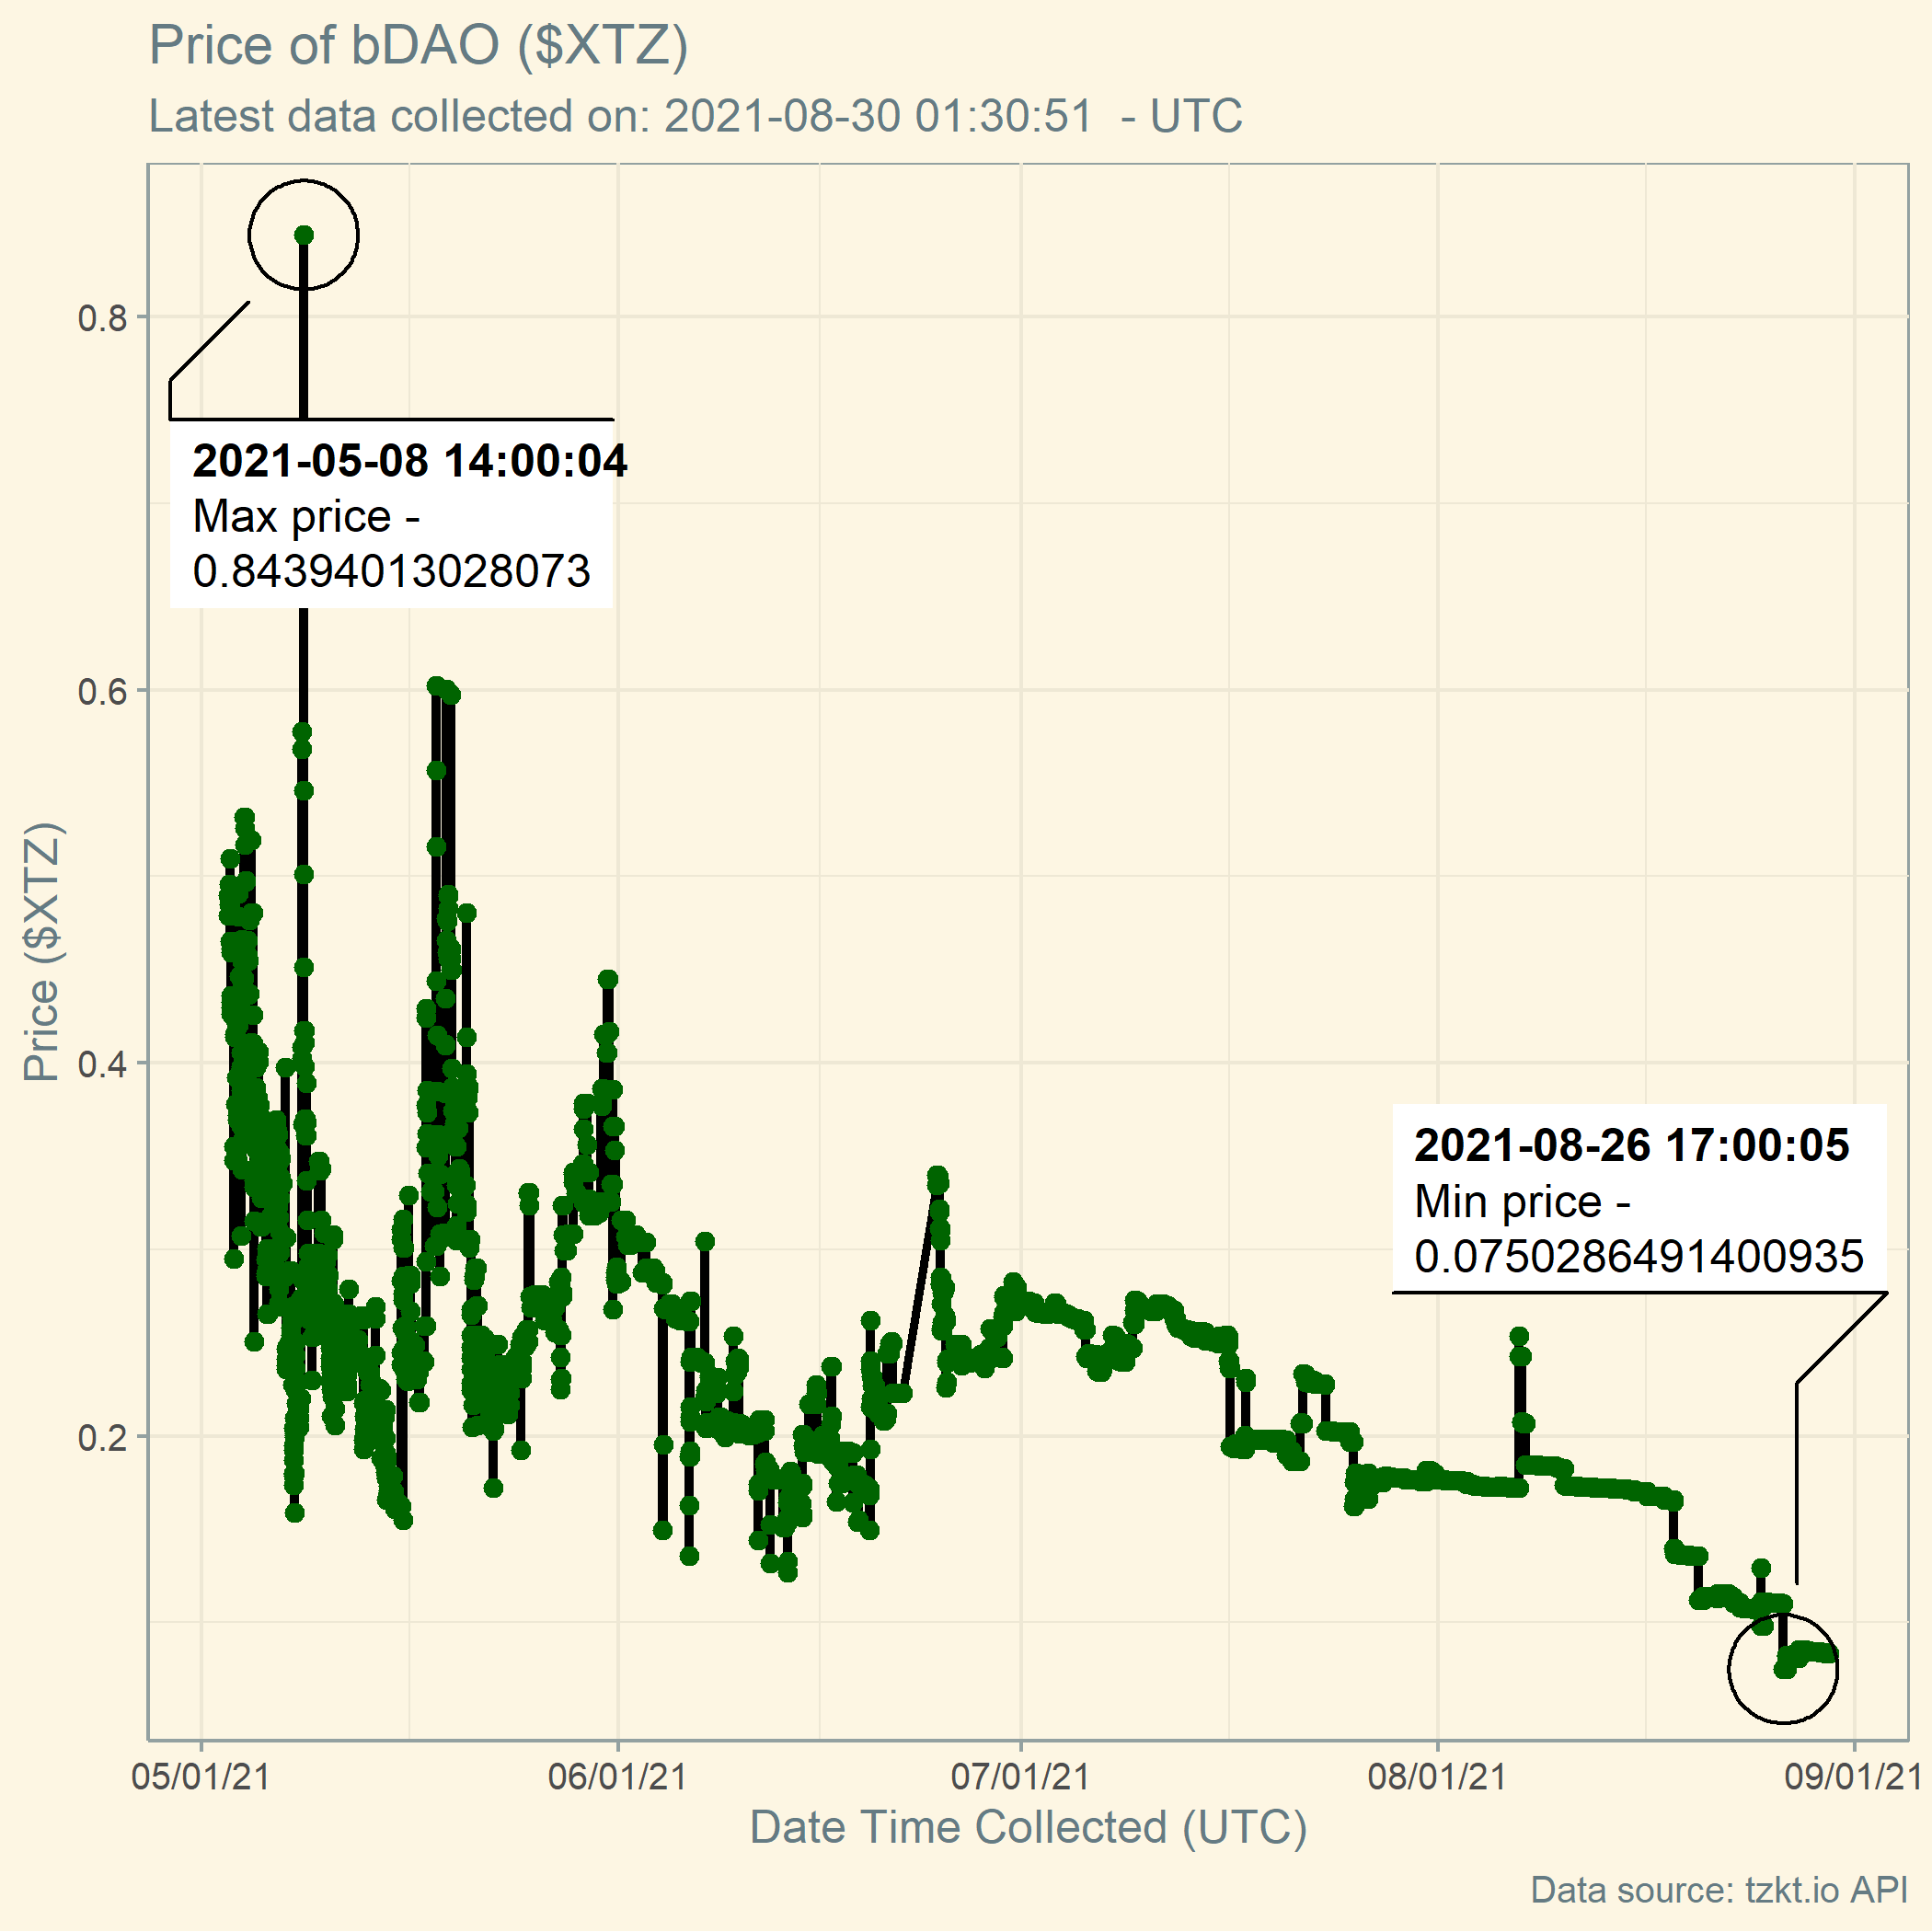 Price of bDAO ($XTZ)
Latest data collected on: 2021-08-30 01:30:51  - UTC
0.8
0.6
0.4
0.2
Price ($XTZ)
2021-05-08 14:00:04
Max price -
0.84394013028073
2021-08-26 17:00:05
Min price -
0.0750286491400935
05/01/21
06/01/21
07/01/21
08/01/21
09/01/21
Date Time Collected (UTC)
Data source: tzkt.io API